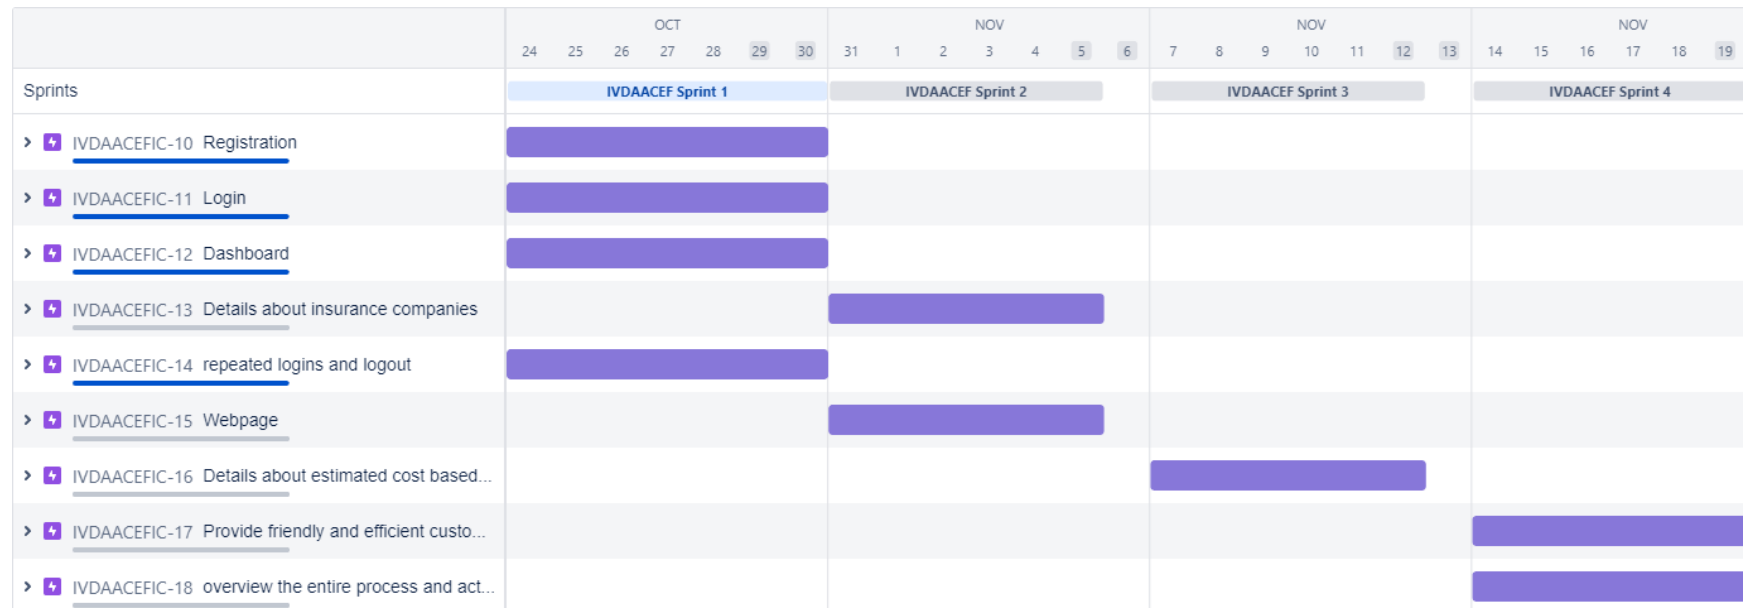 OCT NOV NOV NOV
24 25 26 27 28 29 30 31 1 2 3 4 5 6 7 8 9 10 11 12 13 14 15 16 17 18 19
Sprints IVDAACEF Sprint 1 IVDAACEF Sprint 2 IVDAACEF Sprint 3 IVDAACEF Sprint 4
IVDAACEFIC-10 Registration
IVDAACEFIC-11 Login
IVDAACEFIC-12 Dashboard
IVDAACEFIC-13 Details about insurance companies
IVDAACEFIC-14 repeated logins and logout
IVDAACEFIC-15 Webpage
IVDAACEFIC-16 Details about estimated cost based...
IVDAACEFIC-17 Provide friendly and efficient custo...
IVDAACEFIC-18 overview the entire process and act...